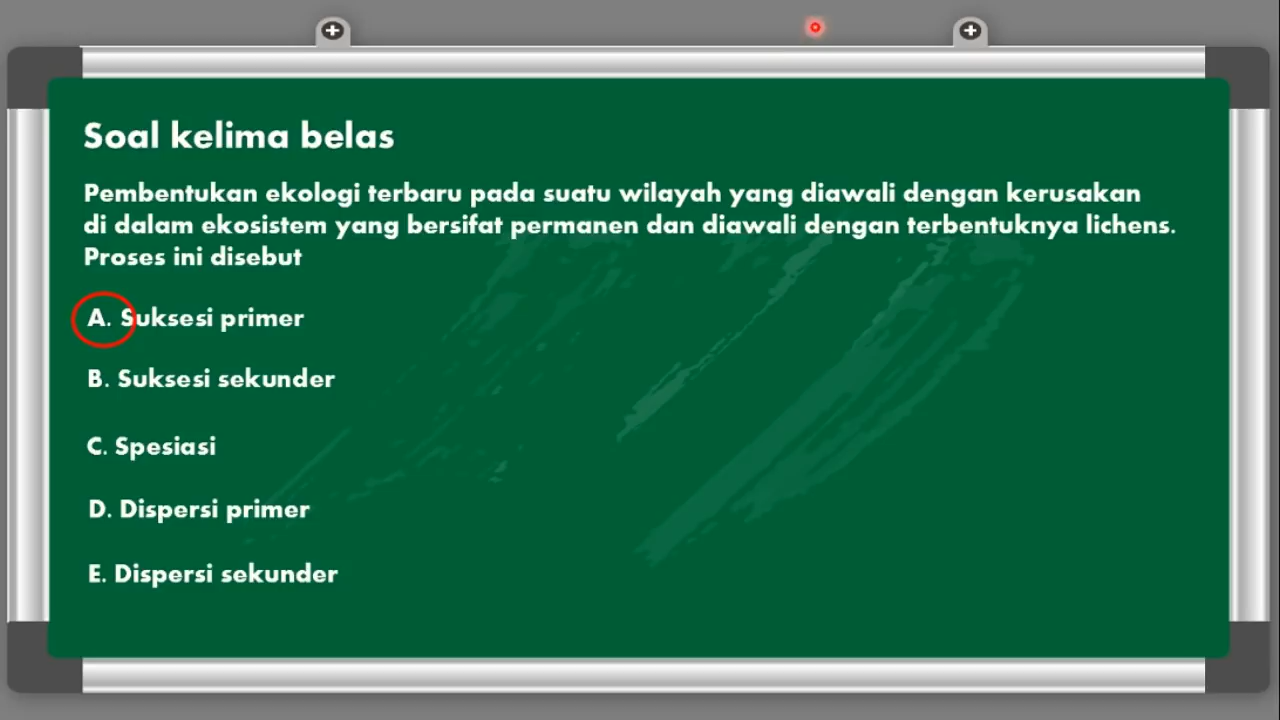 Soal kelima belas
Pembentukan ekologi terbaru pada suatu wilayah yang diawali dengan kerusakan
di dalam ekosistem yang bersifat permanen dan diawali dengan terbentuknya lichens.
Proses ini disebut
A. Suksesi primer
B. Suksesi sekunder
C. Spesiasi
D. Dispersi primer
E. Dispersi sekunder